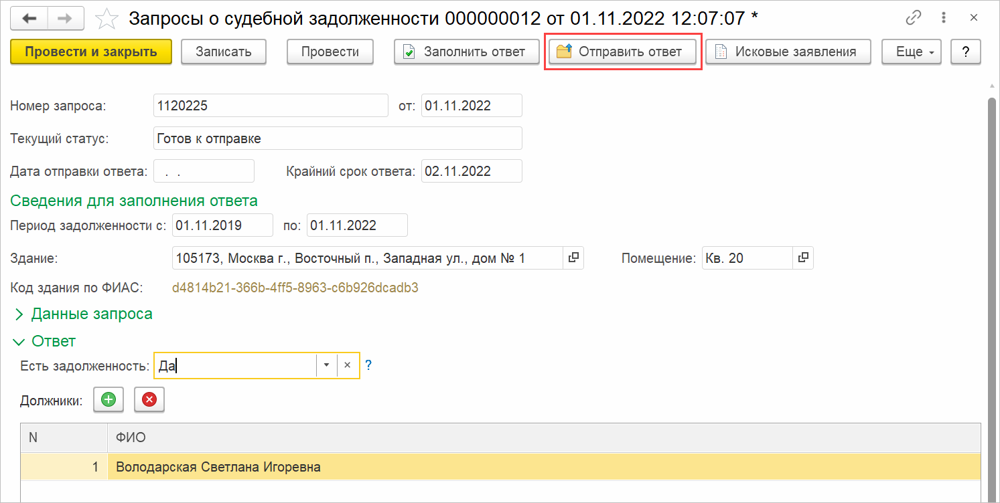 Запросы о судебной задолженности 000000012 от 01.11.2022 12:07:07 *
Провести и закрыть Записать Провести Заполнить ответ Отправить ответ Исковые заявления Еще ?
Номер запроса: 1120225 от: 01.11.2022
Текущий статус: Готов к отправке
Дата отправки ответа: . . Крайний срок ответа: 02.11.2022
Сведения для заполнения ответа
Период задолженности с: 01.11.2019 по: 01.11.2022
Здание: 105173, Москва г., Восточный п., Западная ул., дом № 1 Помещение: Кв. 20
Код здания по ФИАС: d4814b21-366b-4ff5-8963-c6b926dcadb3
Данные запроса
Ответ
Есть задолженность: Да ?
Должники:
N ФИО
1 Володарская Светлана Игоревна